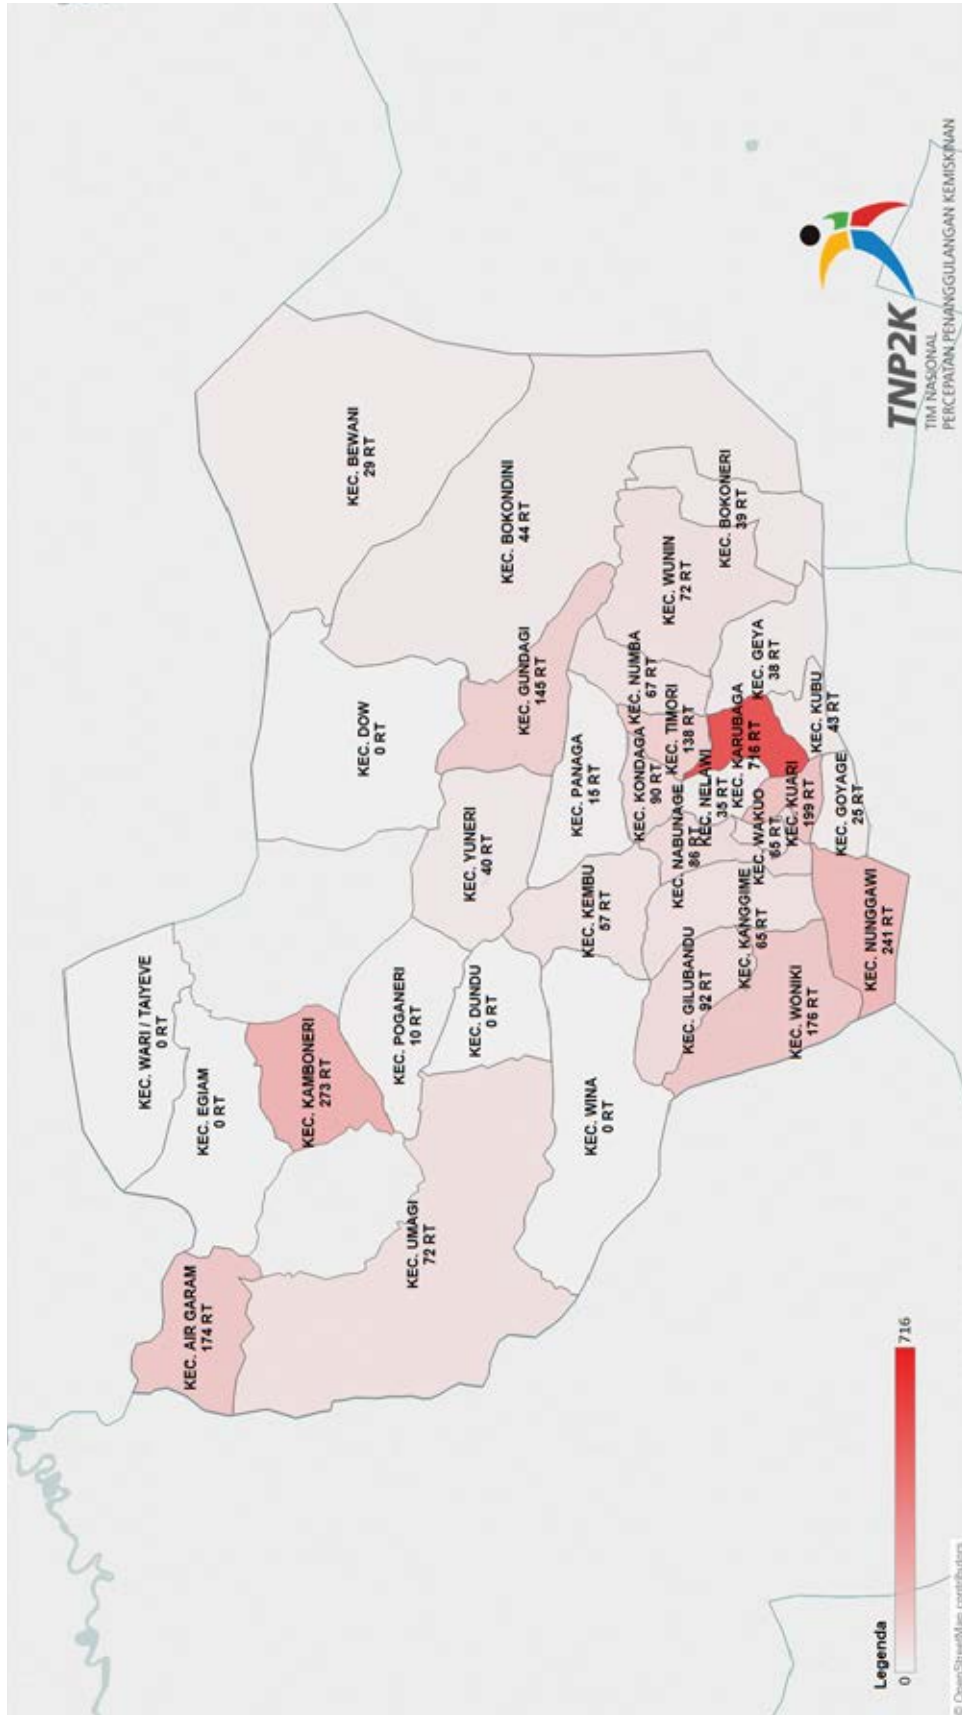 KEC. WARI / TAIYEVE
0 RT
KEC. EGIAM
0 RT
KEC. AIR GARAM
174 RT
KEC. KAMBONERI
273 RT
KEC. BEWANI
29 RT
KEC. DOW
0 RT
KEC. POGANERI
10 RT
KEC. UMAGI
72 RT
KEC. YUNERI
40 RT
KEC. DUNDU
0 RT
KEC. BOKONDINI
44 RT
KEC. GUNDAGI
145 RT
KEC. PANAGA
15 RT
KEC. KEMBU
57 RT
KEC. WINA
0 RT
KEC. NUMBA
67 RT
KEC. KONDAGA
90 RT
KEC. WUNIN
72 RT
KEC. TIMORI
138 RT
KEC. NABUNAGE
86 RT
KEC. GILUBANDU
92 RT
KEC. NELAWI
35 RT
KEC. BOKONERI
39 RT
KEC. KARUBAGA
716 RT
KEC. KANGGIME
65 RT
KEC. GEYA
38 RT
KEC. WAKUO
65 RT
KEC. KUARI
199 RT
KEC. WONIKI
176 RT
KEC. KUBU
43 RT
KEC. GOYAGE
25 RT
KEC. NUNGGAWI
241 RT
Legenda
0
716
TNP2K
TIM NASIONAL
PERCEPATAN PENANGGULANGAN KEMISKINAN
© OpenStreetMap contributors